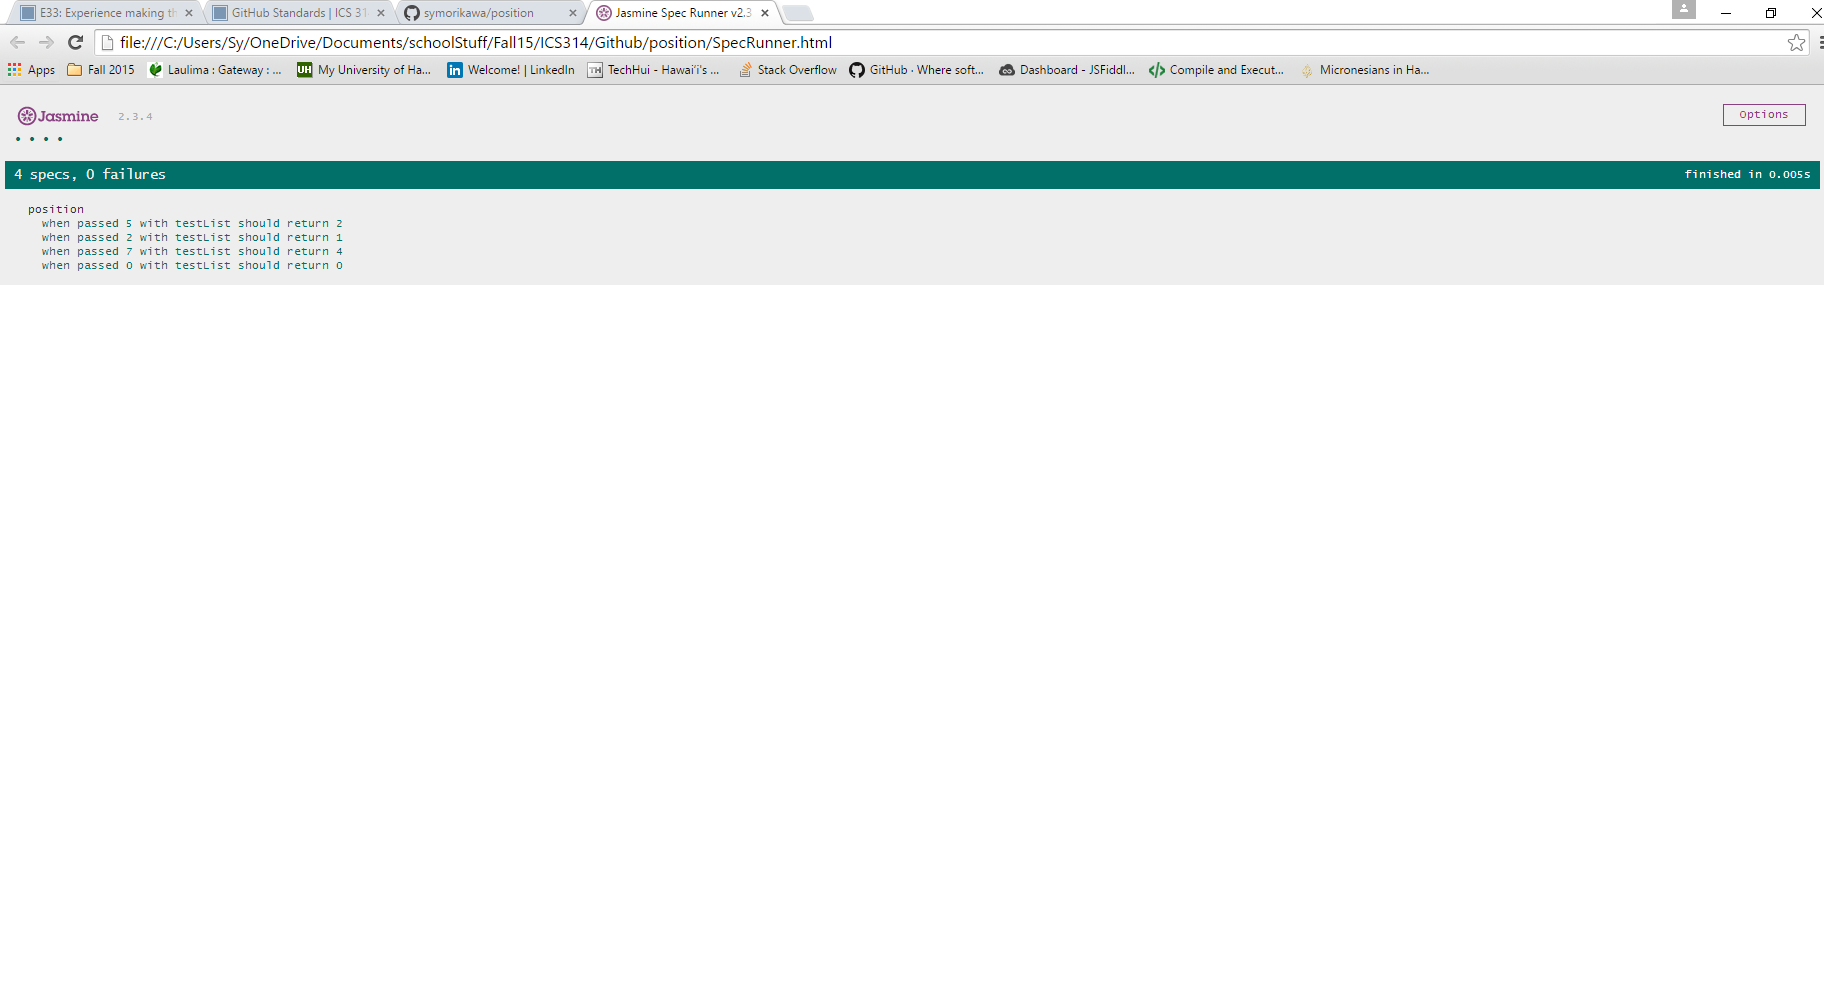 E33: Experience making th
GitHub Standards | ICS 31
symorikawa/position
Jasmine Spec Runner v2.3
file:///C:/Users/Sy/OneDrive/Documents/schoolStuff/Fall15/ICS314/Github/position/SpecRunner.html
Apps Fall 2015 Laulima : Gateway : ... UH My University of Ha... in Welcome! | LinkedIn TH TechHui - Hawaiʻi's ... Stack Overflow GitHub · Where soft... Dashboard - JSFiddl... Compile and Execut... Micronesians in Ha...
Jasmine 2.3.4 Options
• • • •
4 specs, 0 failures finished in 0.005s
position
when passed 5 with testList should return 2
when passed 2 with testList should return 1
when passed 7 with testList should return 4
when passed 0 with testList should return 0